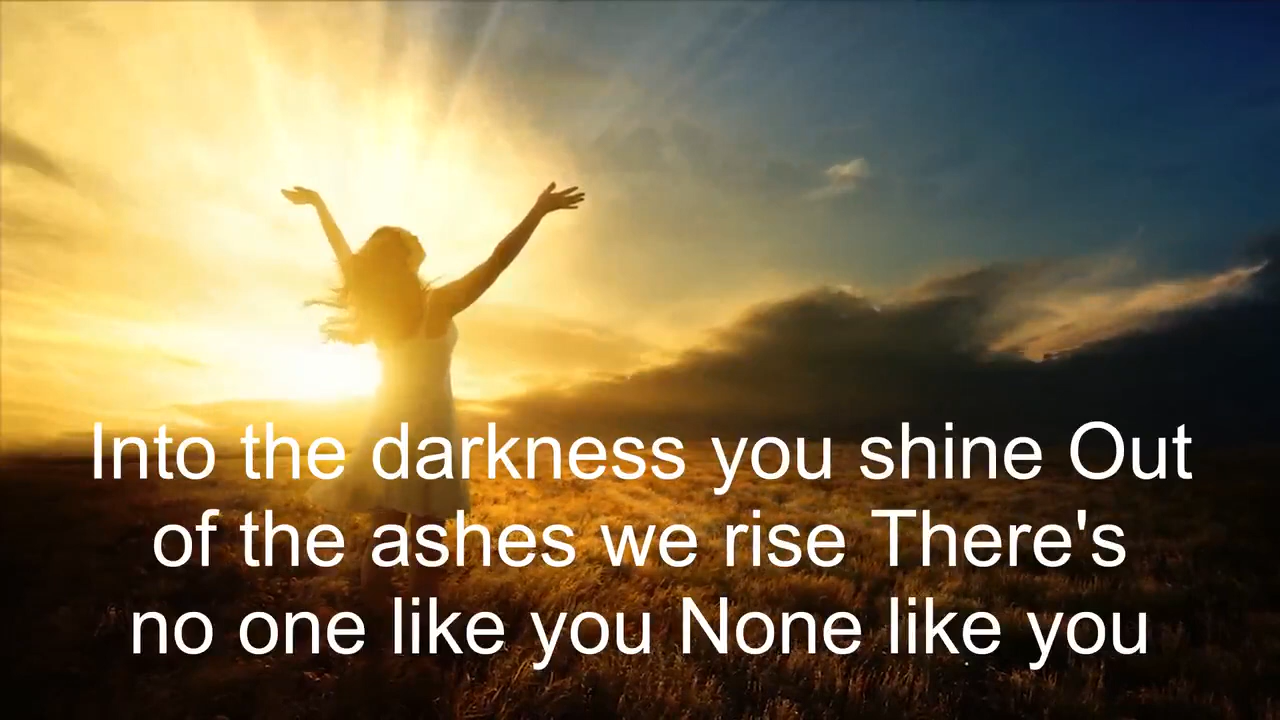 Into the darkness you shine Out
of the ashes we rise There's
no one like you None like you